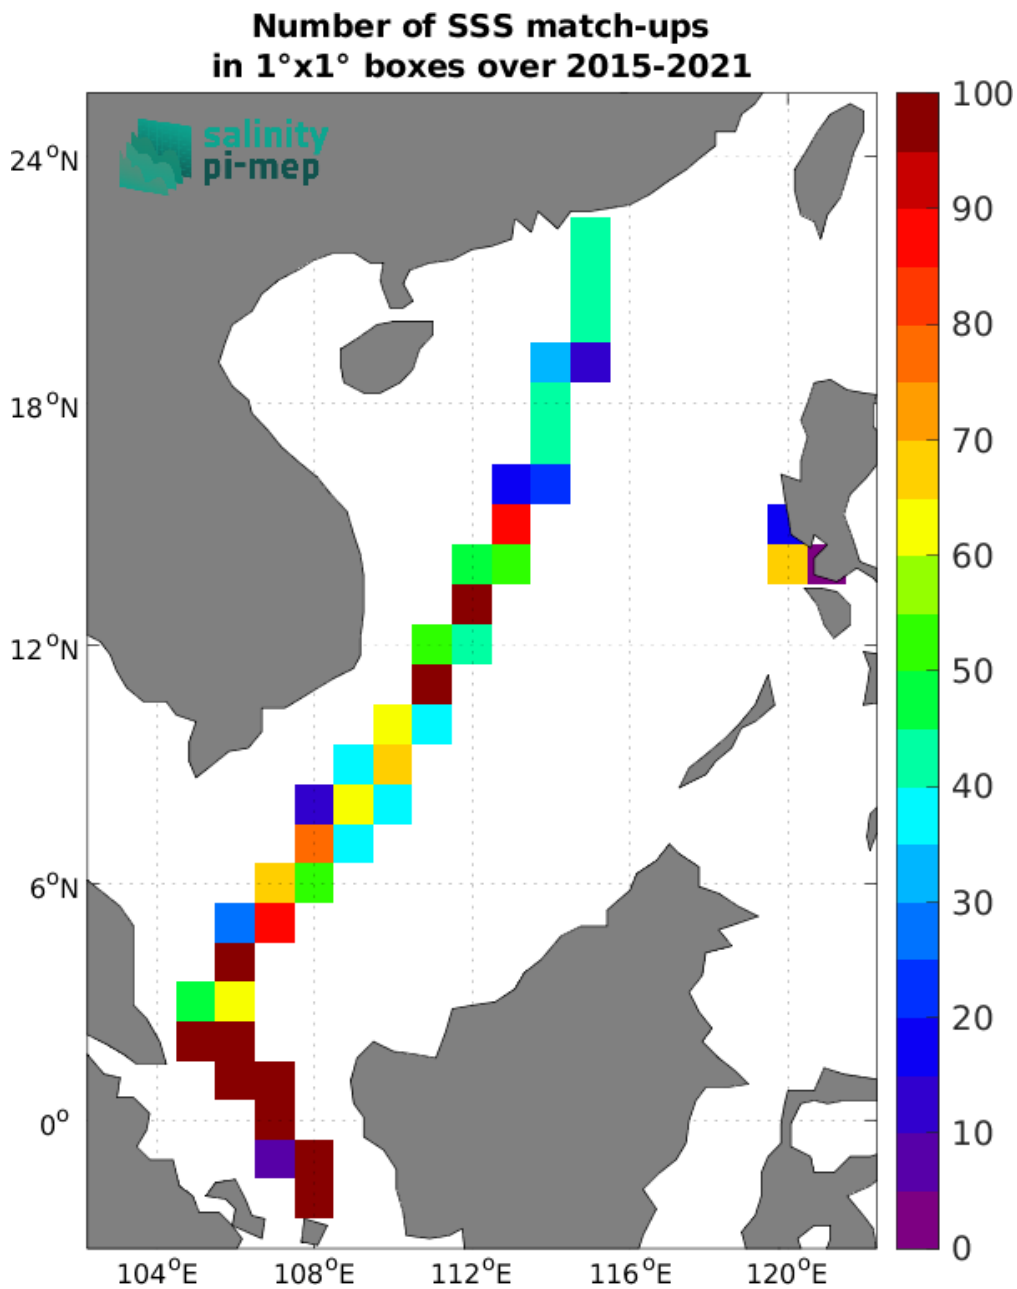 Number of SSS match-ups
in 1°x1° boxes over 2015-2021
salinity
pi-mep
24°N
18°N
12°N
6°N
0°
104°E 108°E 112°E 116°E 120°E
100
90
80
70
60
50
40
30
20
10
0